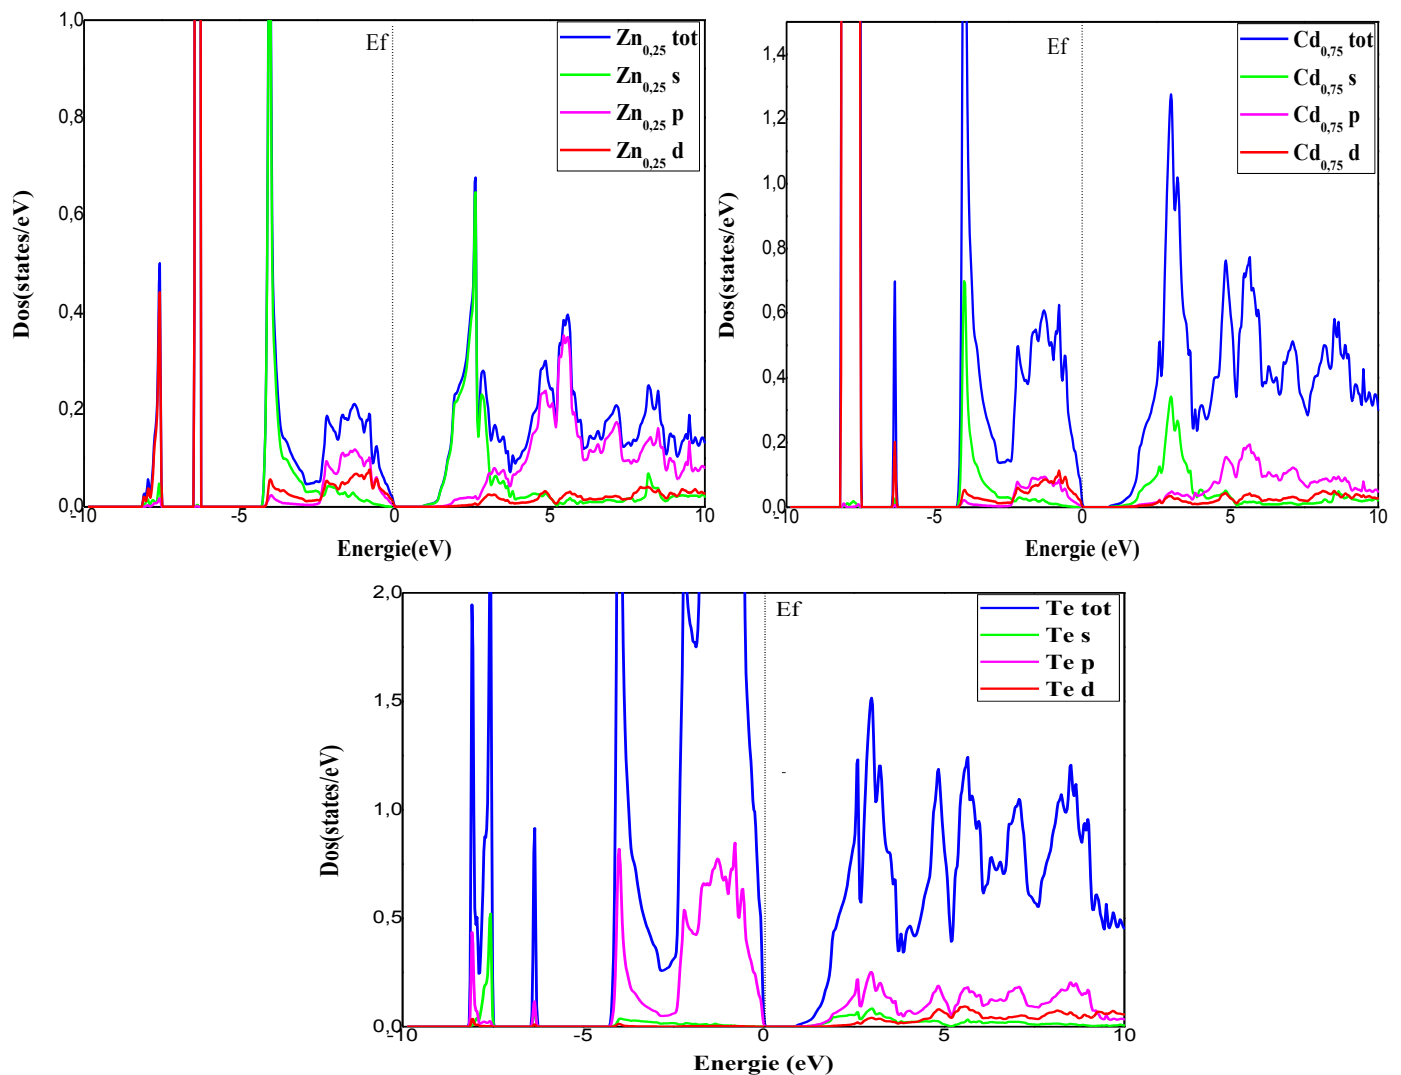 1,0
0,8
0,6
0,4
0,2
0,0
-10
-5
0
5
10
Dos(states/eV)
Energie(eV)
Ef
Zn0,25 tot
Zn0,25 s
Zn0,25 p
Zn0,25 d
1,4
1,2
1,0
0,8
0,6
0,4
0,2
0,0
-10
-5
0
5
10
Dos(states/eV)
Energie (eV)
Ef
Cd0,75 tot
Cd0,75 s
Cd0,75 p
Cd0,75 d
2,0
1,5
1,0
0,5
0,0
-10
-5
0
5
10
Dos(states/eV)
Energie (eV)
Ef
-
Te tot
Te s
Te p
Te d